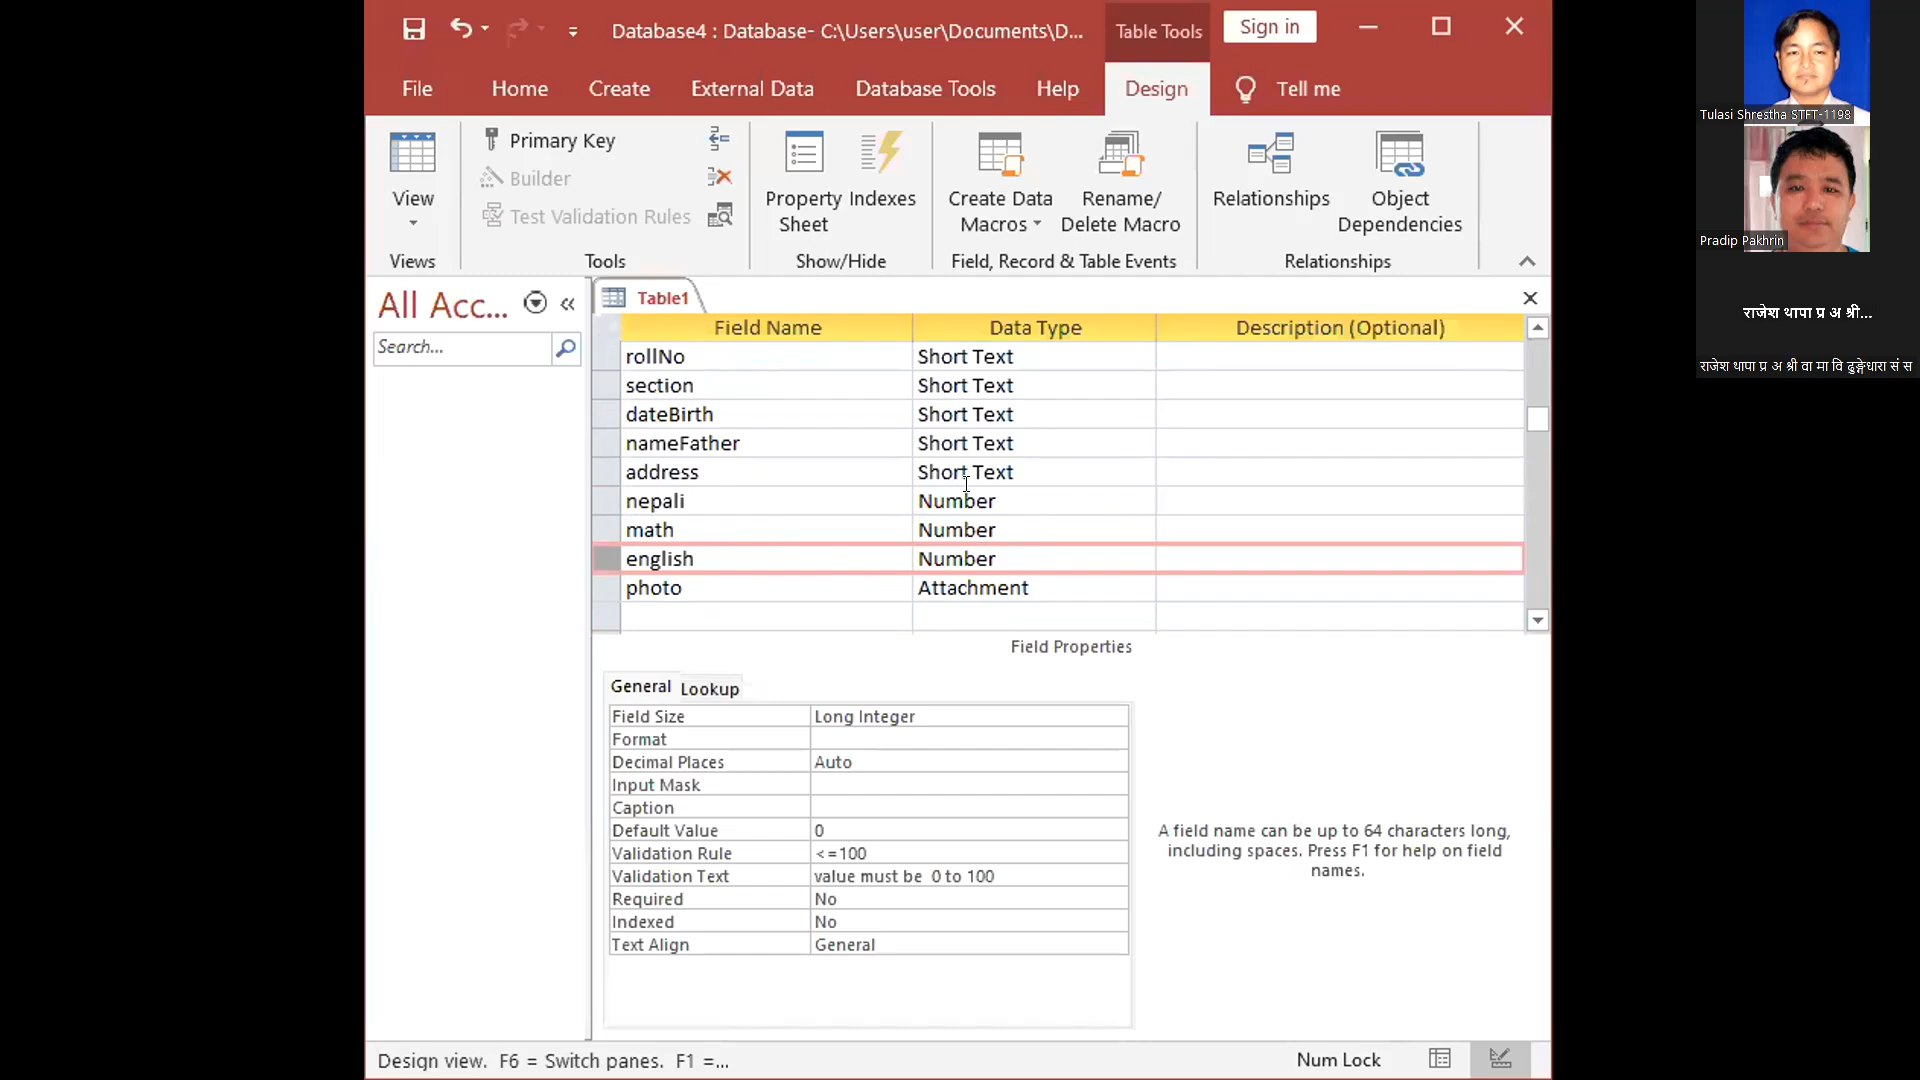 Database4 : Database- C:\Users\user\Documents\D...
Table Tools
Sign in
File
Home
Create
External Data
Database Tools
Help
Design
Tell me
View
Primary Key
Builder
Test Validation Rules
Property Sheet
Indexes
Create Data Macros
Rename/ Delete Macro
Relationships
Object Dependencies
Views
Tools
Show/Hide
Field, Record & Table Events
Relationships
All Acc...
Search...
Table1
Field Name Data Type Description (Optional)
rollNo Short Text
section Short Text
dateBirth Short Text
nameFather Short Text
address Short Text
nepali Number
math Number
english Number
photo Attachment
Field Properties
General Lookup
Field Size Long Integer
Format
Decimal Places Auto
Input Mask
Caption
Default Value 0
Validation Rule <=100
Validation Text value must be  0 to 100
Required No
Indexed No
Text Align General
A field name can be up to 64 characters long,
including spaces. Press F1 for help on field
names.
Design view.  F6 = Switch panes.  F1 =...
Num Lock
Tulasi Shrestha STFT-1198
Pradip Pakhrin
राजेश थापा प्र अ श्री...
राजेश थापा प्र अ श्री वा मा वि ढुङ्गेधारा सं स